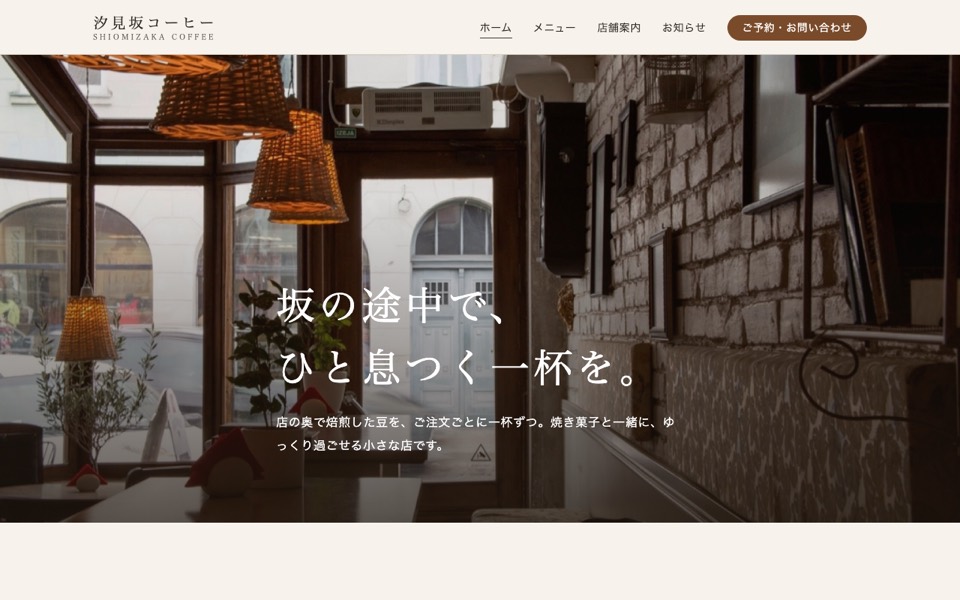 汐見坂コーヒー
SHIOMIZAKA COFFEE
ホーム
メニュー
店舗案内
お知らせ
ご予約・お問い合わせ
坂の途中で、
ひと息つく一杯を。
店の奥で焙煎した豆を、ご注文ごとに一杯ずつ。焼き菓子と一緒に、ゆ
っくり過ごせる小さな店です。